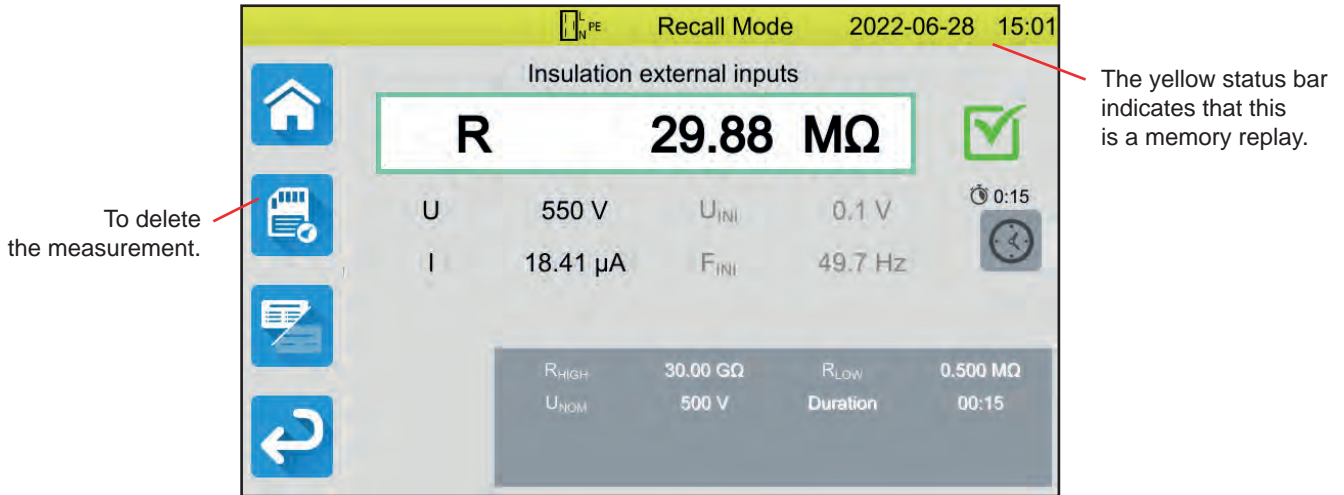 L
N
PE
Recall Mode
2022-06-28 15:01
Insulation external inputs
R 29.88 MΩ
U 550 V UINI 0.1 V
0:15
I 18.41 µA FINI 49.7 Hz
RHIGH 30.00 GΩ RLOW 0.500 MΩ
UNOM 500 V Duration 00:15
The yellow status bar
indicates that this
is a memory replay.
To delete
the measurement.